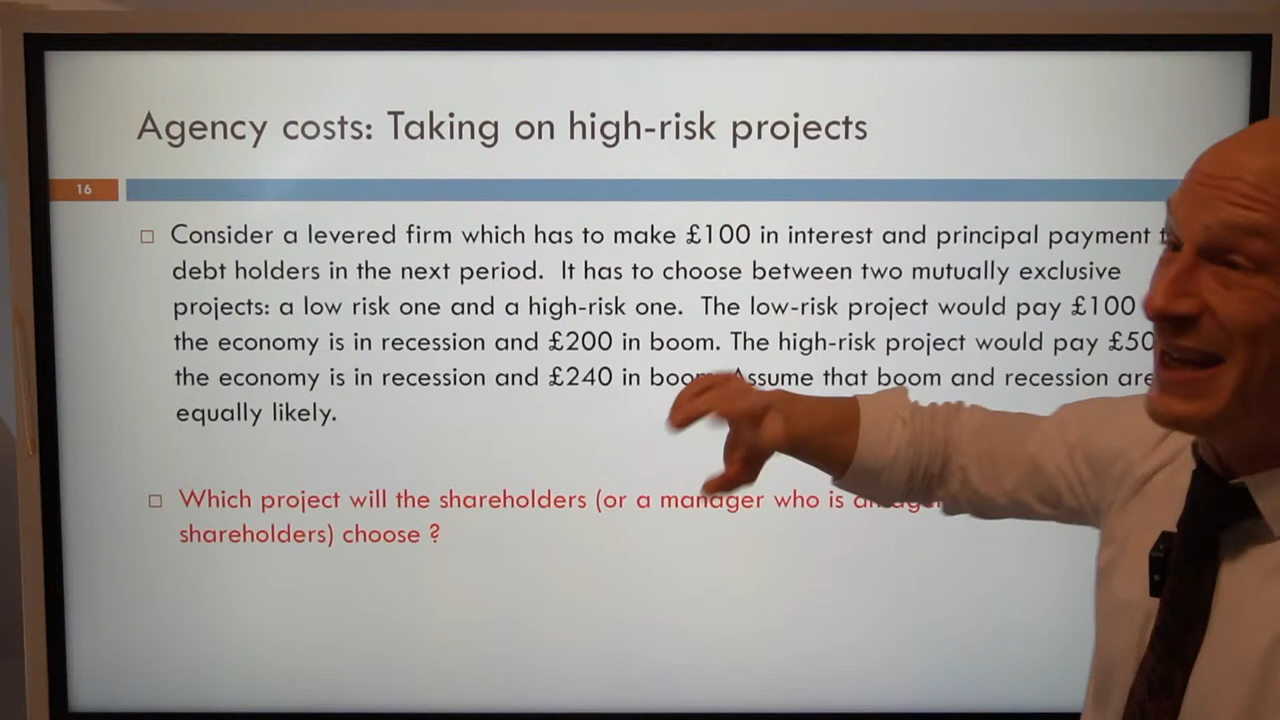 Agency costs: Taking on high-risk projects
16
Consider a levered firm which has to make £100 in interest and principal payment
debt holders in the next period. It has to choose between two mutually exclusive
projects: a low risk one and a high-risk one. The low-risk project would pay £100
the economy is in recession and £200 in boom. The high-risk project would pay £50
the economy is in recession and £240 in boom. Assume that boom and recession are
equally likely.
Which project will the shareholders (or a manager who is
shareholders) choose ?